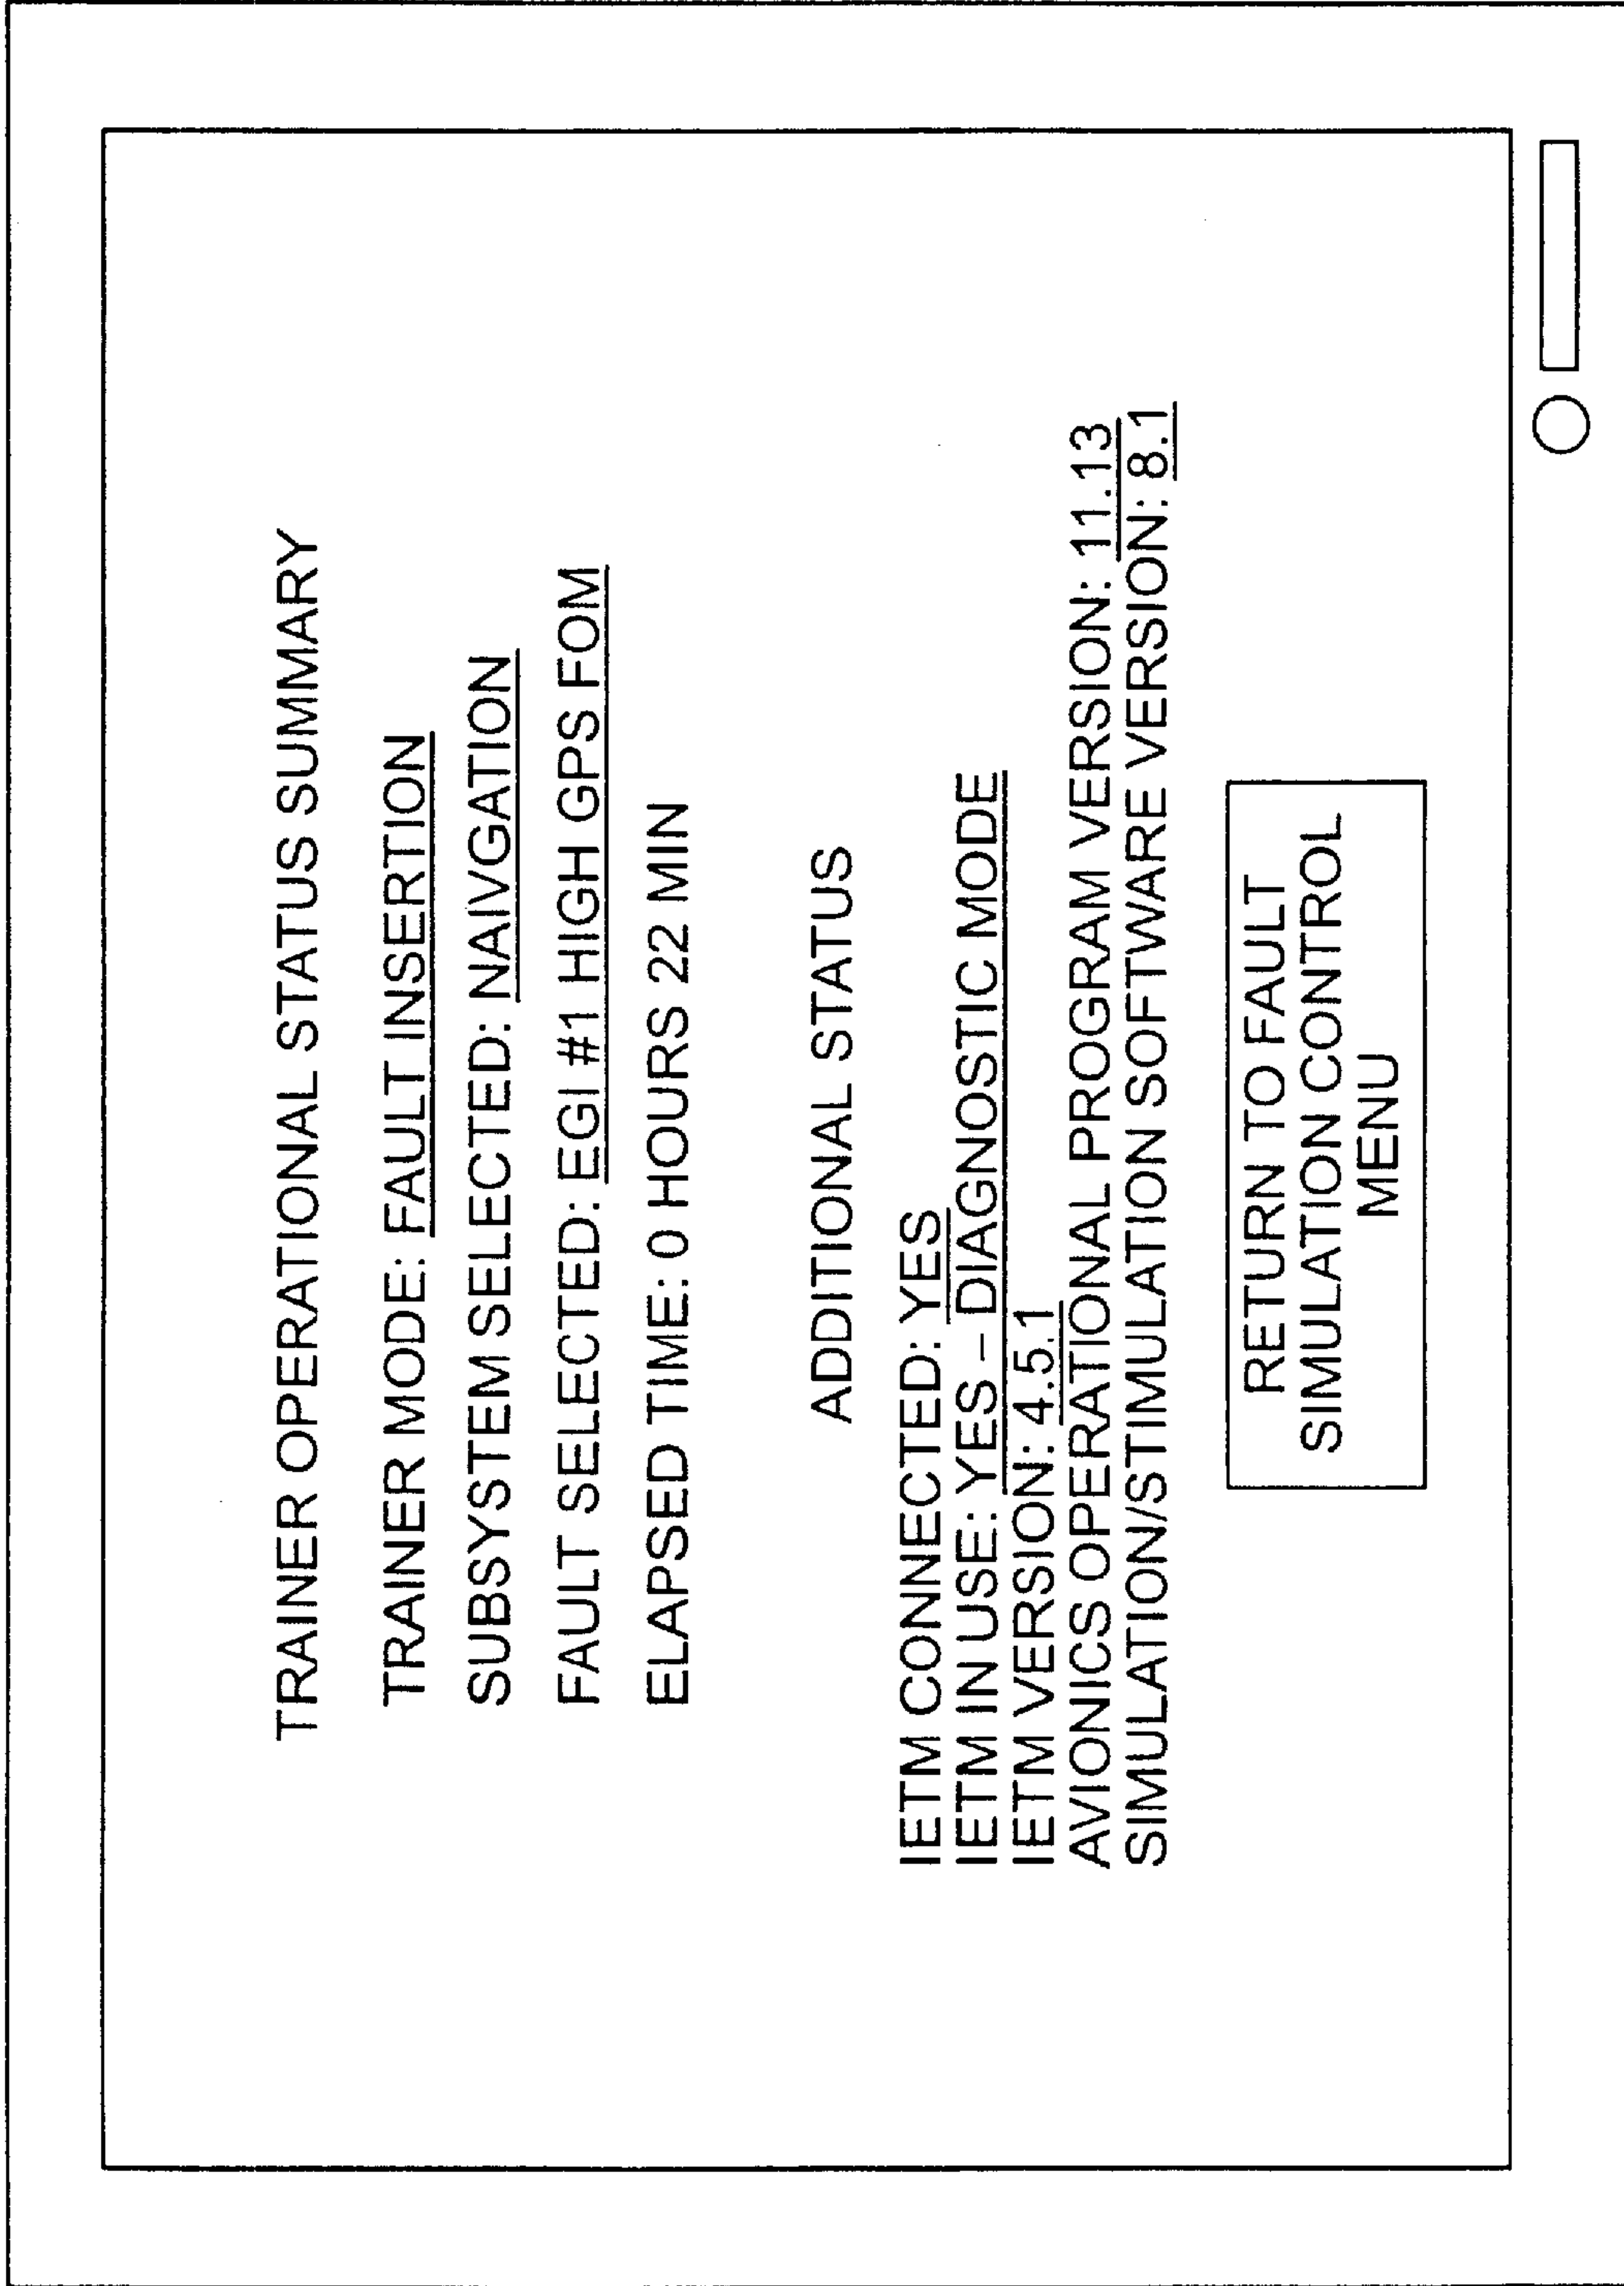 TRAINER OPERATIONAL STATUS SUMMARY
TRAINER MODE: FAULT INSERTION
SUBSYSTEM SELECTED: NAIVGATION
FAULT SELECTED: EGI #1 HIGH GPS FOM
ELAPSED TIME: 0 HOURS 22 MIN
ADDITIONAL STATUS
IETM CONNECTED: YES
IETM IN USE: YES – DIAGNOSTIC MODE
IETM VERSION: 4.5.1
AVIONICS OPERATIONAL PROGRAM VERSION: 11.13
SIMULATION/STIMULATION SOFTWARE VERSION: 8.1
RETURN TO FAULT
SIMULATION CONTROL
MENU